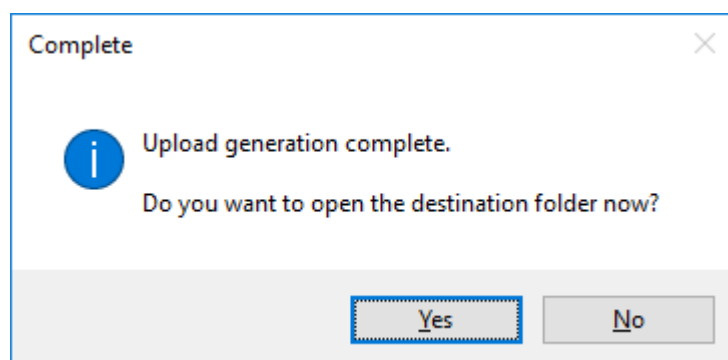 Complete
Upload generation complete.
Do you want to open the destination folder now?
Yes
No